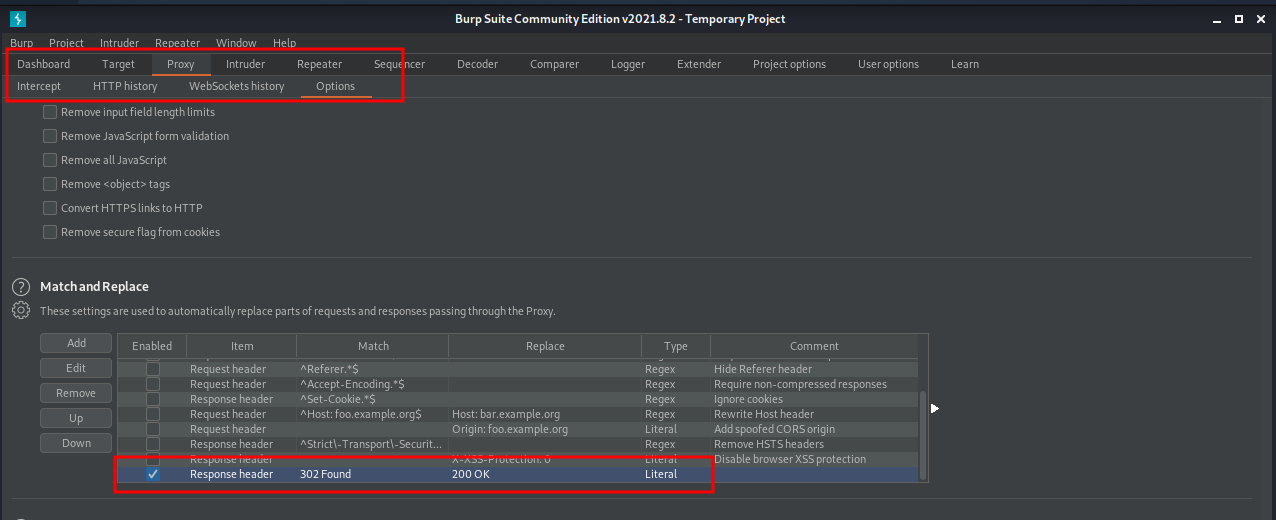 Burp Suite Community Edition v2021.8.2 - Temporary Project
Burp Project Intruder Repeater Window Help
Dashboard Target Proxy Intruder Repeater Sequencer Decoder Comparer Logger Extender Project options User options Learn
Intercept HTTP history WebSockets history Options
Remove input field length limits
Remove JavaScript form validation
Remove all JavaScript
Remove <object> tags
Convert HTTPS links to HTTP
Remove secure flag from cookies
? Match and Replace
These settings are used to automatically replace parts of requests and responses passing through the Proxy.
Add
Edit
Remove
Up
Down
Enabled Item Match Replace Type Comment
Request header ^Referer.*$ Regex Hide Referer header
Request header ^Accept-Encoding.*$ Regex Require non-compressed responses
Response header ^Set-Cookie.*$ Regex Ignore cookies
Request header ^Host: foo.example.org$ Host: bar.example.org Regex Rewrite Host header
Request header Origin: foo.example.org Literal Add spoofed CORS origin
Response header ^Strict\-Transport\-Securit... Regex Remove HSTS headers
Response header X-XSS-Protection: 0 Literal Disable browser XSS protection
Response header 302 Found 200 OK Literal